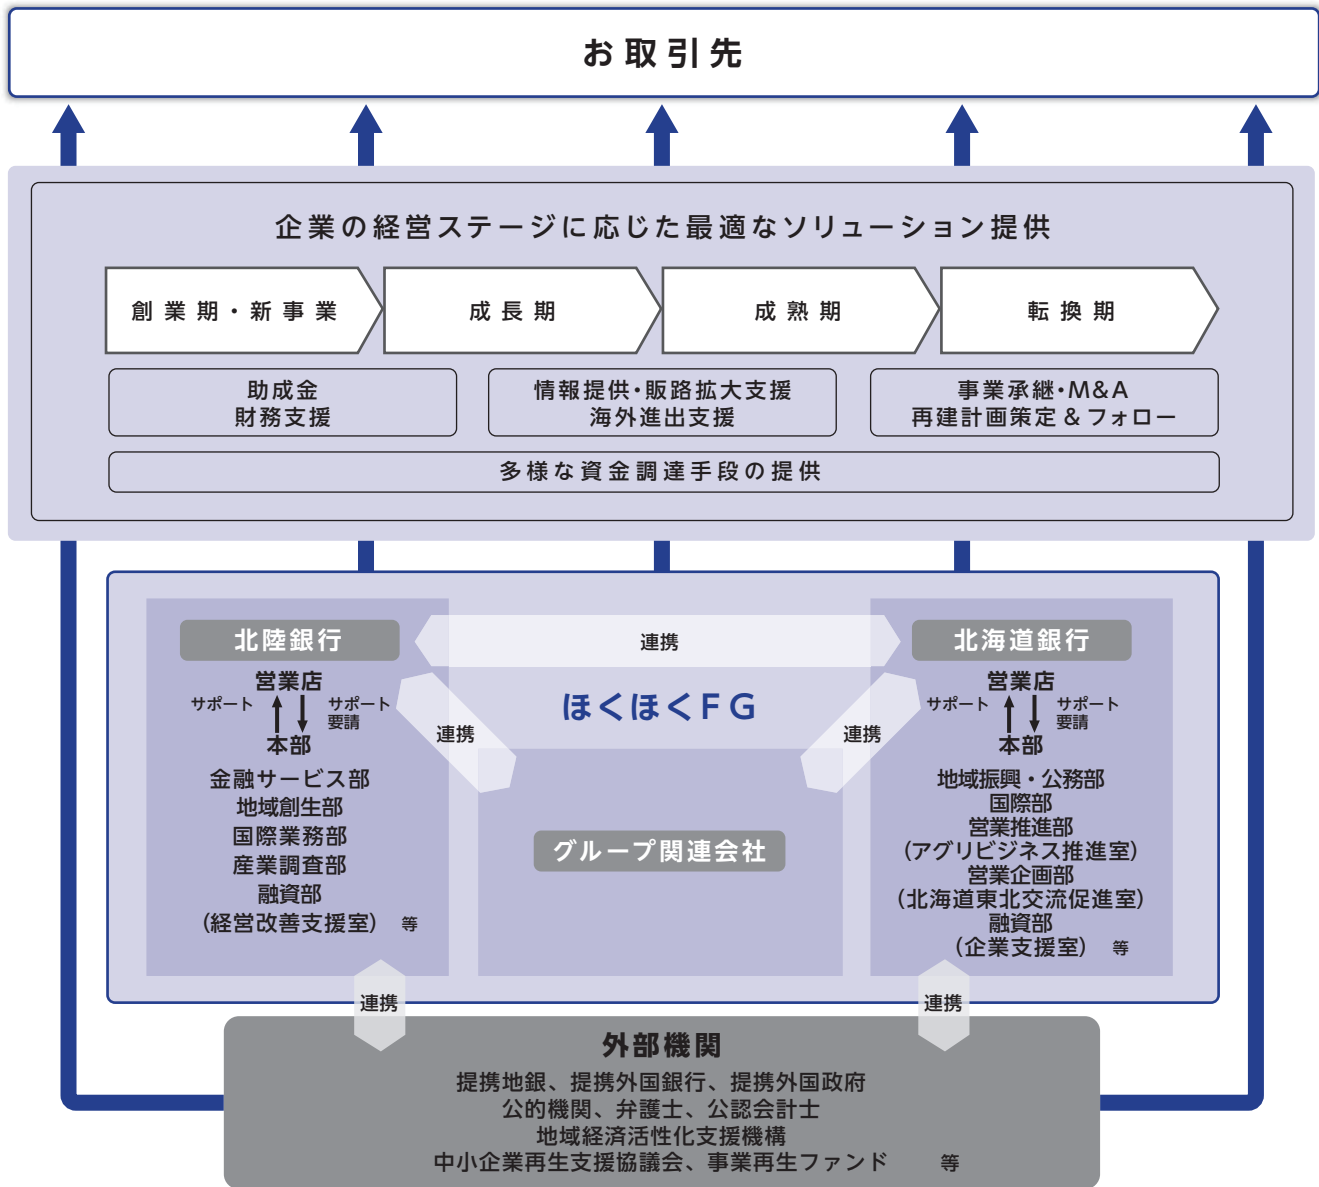 お取引先
企業の経営ステージに応じた最適なソリューション提供
創業期・新事業
成長期
成熟期
転換期
助成金
財務支援
情報提供・販路拡大支援
海外進出支援
事業承継・M&A
再建計画策定＆フォロー
多様な資金調達手段の提供
北陸銀行
連携
北海道銀行
営業店
サポート
サポート
要請
本部
金融サービス部
地域創生部
国際業務部
産業調査部
融資部
(経営改善支援室) 等
ほくほくFG
連携
連携
グループ関連会社
営業店
サポート
サポート
要請
本部
地域振興・公務部
国際部
営業推進部
(アグリビジネス推進室)
営業企画部
(北海道東北交流促進室)
融資部
(企業支援室) 等
連携
連携
外部機関
提携地銀、提携外国銀行、提携外国政府
公的機関、弁護士、公認会計士
地域経済活性化支援機構
中小企業再生支援協議会、事業再生ファンド 等